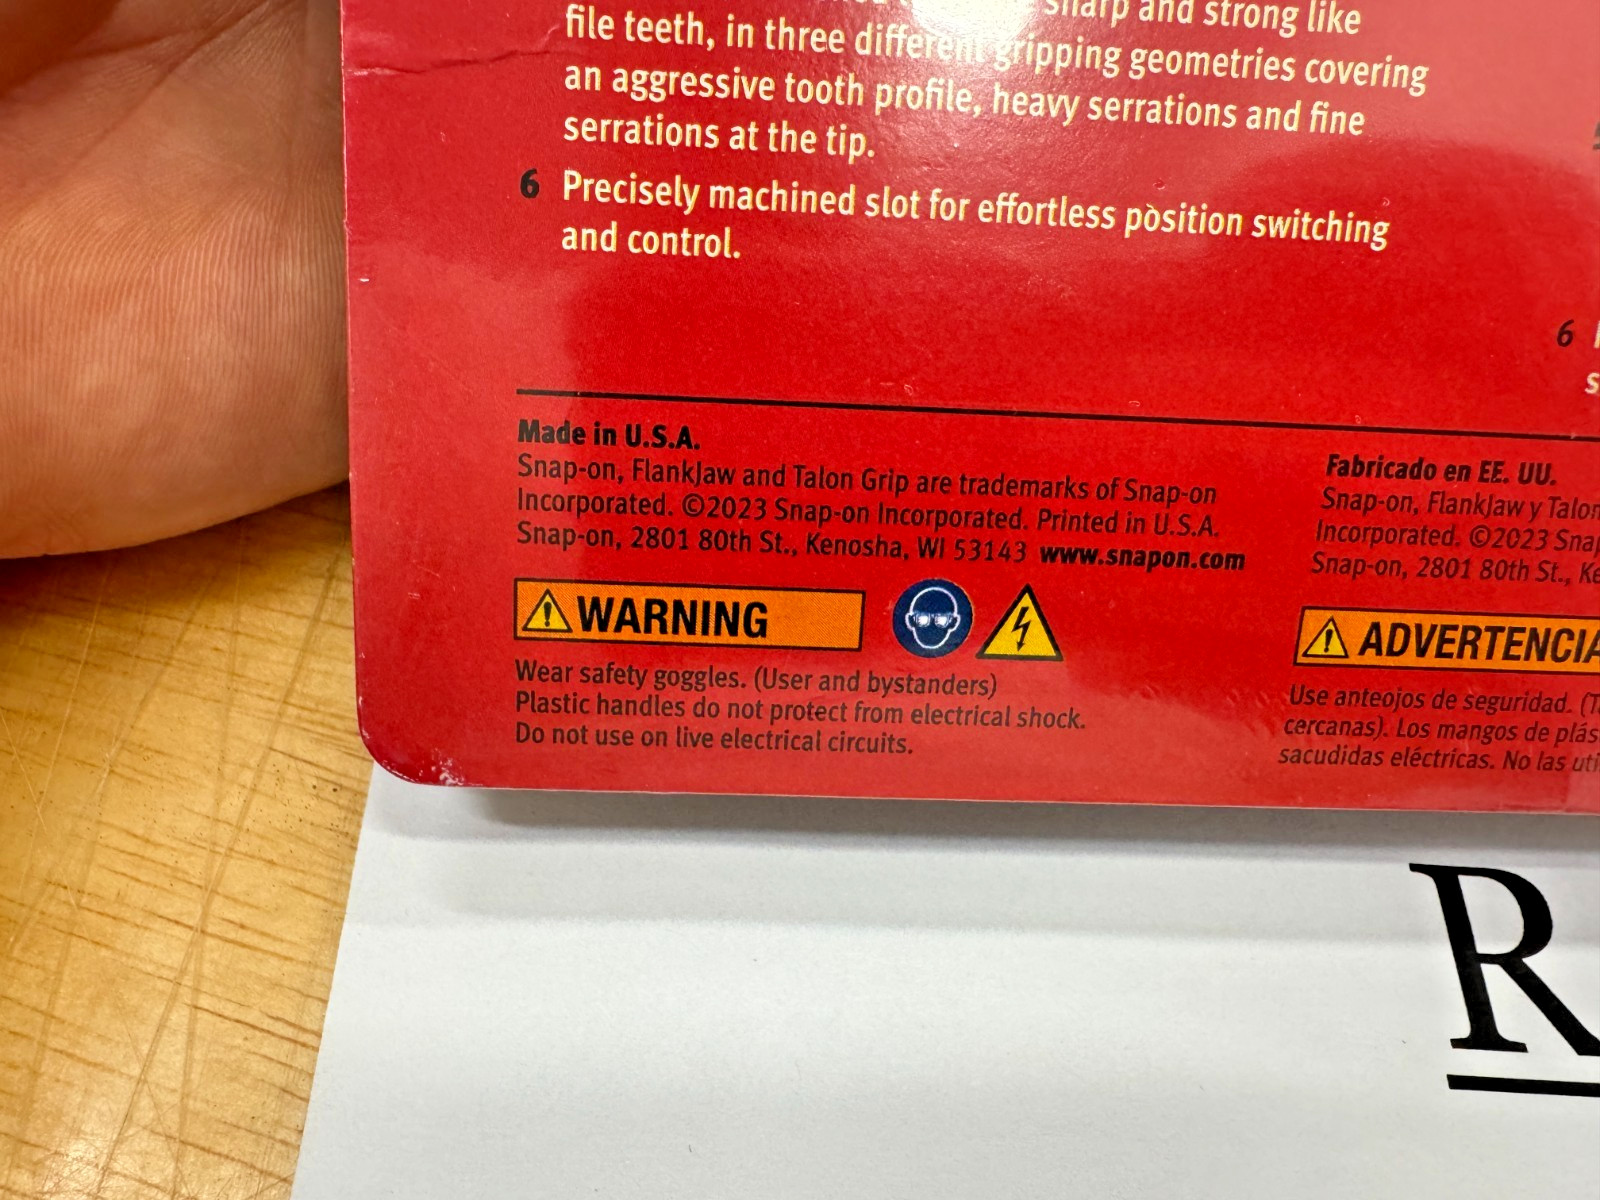 sharp and strong like
file teeth, in three different gripping geometries covering
an aggressive tooth profile, heavy serrations and fine
serrations at the tip.
6 Precisely machined slot for effortless position switching
and control.
6
Made in U.S.A.
Snap-on, FlankJaw and Talon Grip are trademarks of Snap-on
Incorporated. ©2023 Snap-on Incorporated. Printed in U.S.A.
Snap-on, 2801 80th St., Kenosha, WI 53143 www.snapon.com
WARNING
Wear safety goggles. (User and bystanders)
Plastic handles do not protect from electrical shock.
Do not use on live electrical circuits.
Fabricado en EE. UU.
Snap-on, FlankJaw y Talon
Incorporated. ©2023
Snap-on, 2801 80th St.,
ADVERTENCIA
Use anteojos de seguridad.
cercanas). Los mangos de
sacudidas eléctricas. No las
R